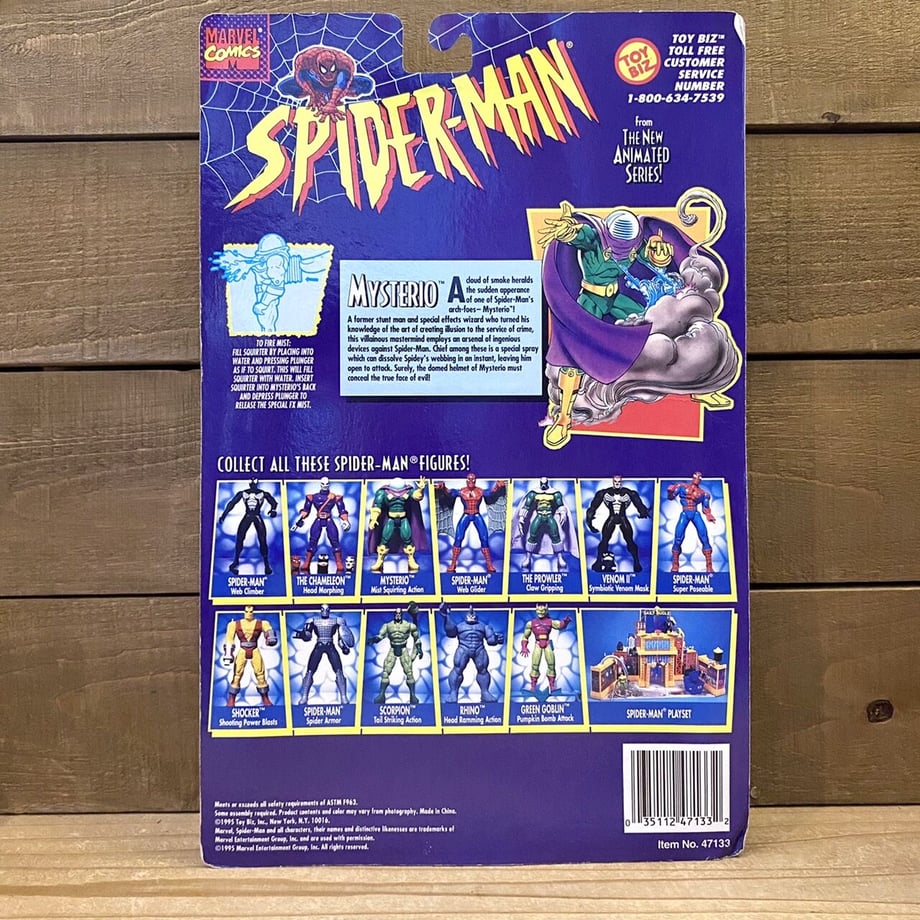 MARVEL
COMICS
SPIDER-MAN®
TOY BIZ
TOY BIZ™
TOLL FREE
CUSTOMER
SERVICE
NUMBER
1-800-634-7539
from
THE NEW
ANIMATED
SERIES!
TO FIRE MIST:
FILL SQUIRTER BY PLACING INTO
WATER AND PRESSING PLUNGER
AS IF TO SQUIRT. THIS WILL FILL
SQUIRTER WITH WATER. INSERT
SQUIRTER INTO MYSTERIO'S BACK
AND DEPRESS PLUNGER TO
RELEASE THE SPECIAL FX MIST.
MYSTERIO™
A cloud of smoke heralds
the sudden apperance
of one of Spider-Man's
arch-foes– Mysterio™!
A former stunt man and special effects wizard who turned his
knowledge of the art of creating illusion to the service of crime,
this villainous mastermind employs an arsenal of ingenious
devices against Spider-Man. Chief among these is a special spray
which can dissolve Spidey's webbing in an instant, leaving him
open to attack. Surely, the domed helmet of Mysterio must
conceal the true face of evil!
COLLECT ALL THESE SPIDER-MAN® FIGURES!
SPIDER-MAN®
Web Climber
THE CHAMELEON™
Head Morphing
MYSTERIO™
Mist Squirting Action
SPIDER-MAN®
Web Glider
THE PROWLER™
Claw Gripping
VENOM II™
Symbiotic Venom Mask
SPIDER-MAN®
Super Poseable
SHOCKER™
Shooting Power Blasts
SPIDER-MAN®
Spider Armor
SCORPION™
Tail Striking Action
RHINO™
Head Ramming Action
GREEN GOBLIN™
Pumpkin Bomb Attack
DAILY BUGLE
SPIDER-MAN® PLAYSET
Meets or exceeds all safety requirements of ASTM F963.
Some assembly required. Product contents and color may vary from photography. Made in China.
©1995 Toy Biz, Inc., New York, N.Y. 10016.
Marvel, Spider-Man and all characters, their names and distinctive likenesses are trademarks of
Marvel Entertainment Group, Inc. and are used with permission.
©1995 Marvel Entertainment Group, Inc. All rights reserved.
0 35112 47133 2
Item No. 47133